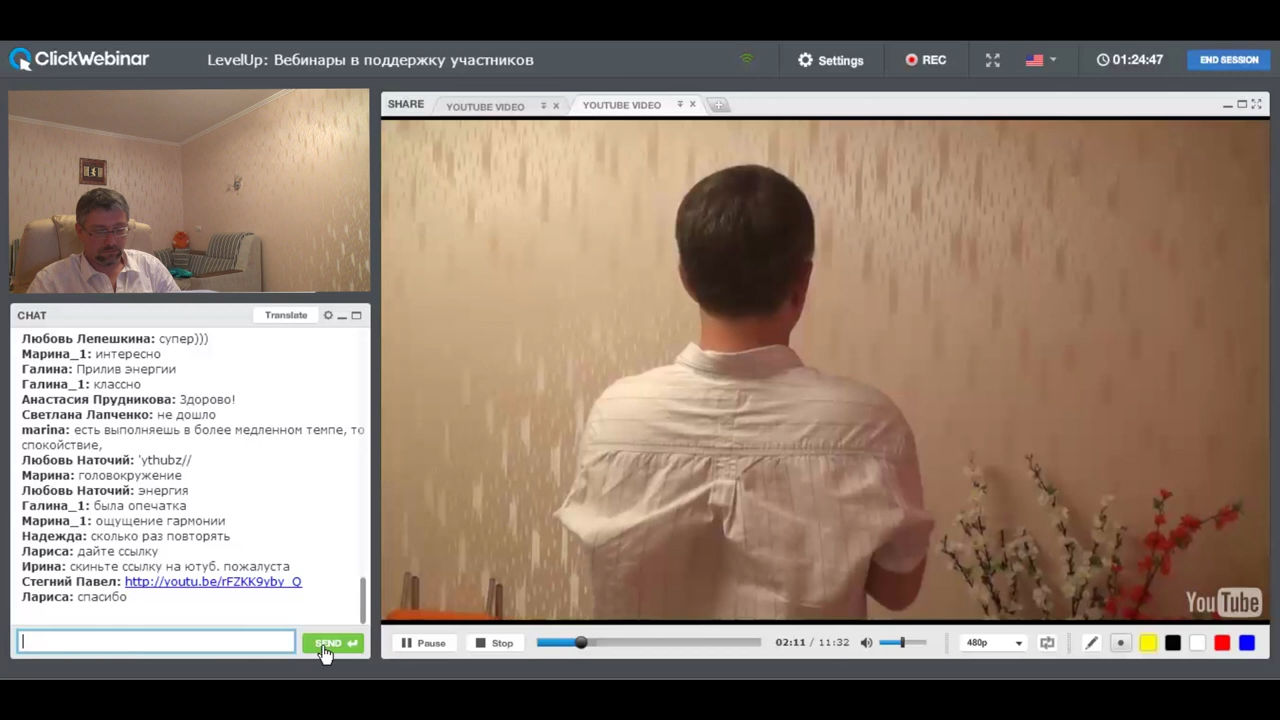 ClickWebinar
LevelUp: Вебинары в поддержку участников
Settings
REC
01:24:47
END SESSION
SHARE
YOUTUBE VIDEO
YOUTUBE VIDEO
CHAT
Translate
Любовь Лепешкина: супер)))
Марина_1: интересно
Галина: Прилив энергии
Галина_1: классно
Анастасия Прудникова: Здорово!
Светлана Лапченко: не дошло
marina: есть выполняешь в более медленном темпе, то
спокойствие,
Любовь Наточий: 'ythubz//
Марина: головокружение
Любовь Наточий: энергия
Галина_1: была опечатка
Марина_1: ощущение гармонии
Надежда: сколько раз повторять
Лариса: дайте ссылку
Ирина: скиньте ссылку на ютуб. пожалуста
Стегний Павел: http://youtu.be/rFZKK9yby_Q
Лариса: спасибо
SEND
YouTube
Pause
Stop
02:11 / 11:32
480p